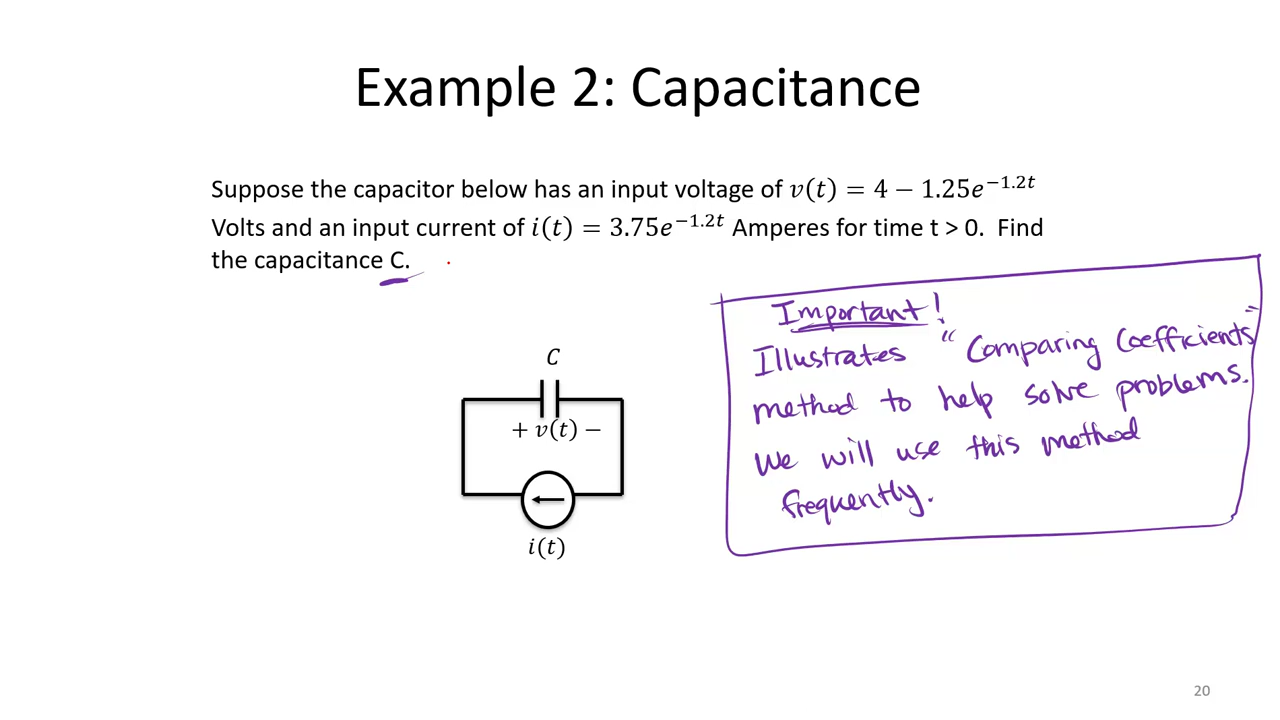 Example 2: Capacitance
Suppose the capacitor below has an input voltage of v(t) = 4 − 1.25e^{−1.2t}
Volts and an input current of i(t) = 3.75e^{−1.2t} Amperes for time t > 0. Find
the capacitance C.
Important!
Illustrates "Comparing Coefficients"
method to help solve problems.
We will use this method
frequently.
C
+ v(t) −
i(t)
20